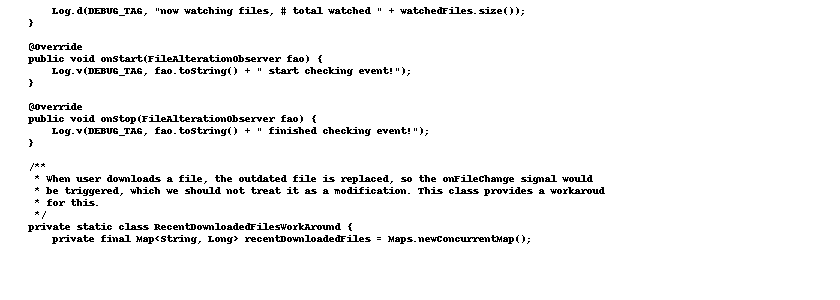 Log.d(DEBUG_TAG, "now watching files, # total watched " + watchedFiles.size());
}
@Override
public void onStart(FileAlterationObserver fao) {
Log.v(DEBUG_TAG, fao.toString() + " start checking event!");
}
@Override
public void onStop(FileAlterationObserver fao) {
Log.v(DEBUG_TAG, fao.toString() + " finished checking event!");
}
/**
* When user downloads a file, the outdated file is replaced, so the onFileChange signal would
* be triggered, which we should not treat it as a modification. This class provides a workaroud
* for this.
*/
private static class RecentDownloadedFilesWorkAround {
private final Map<String, Long> recentDownloadedFiles = Maps.newConcurrentMap();